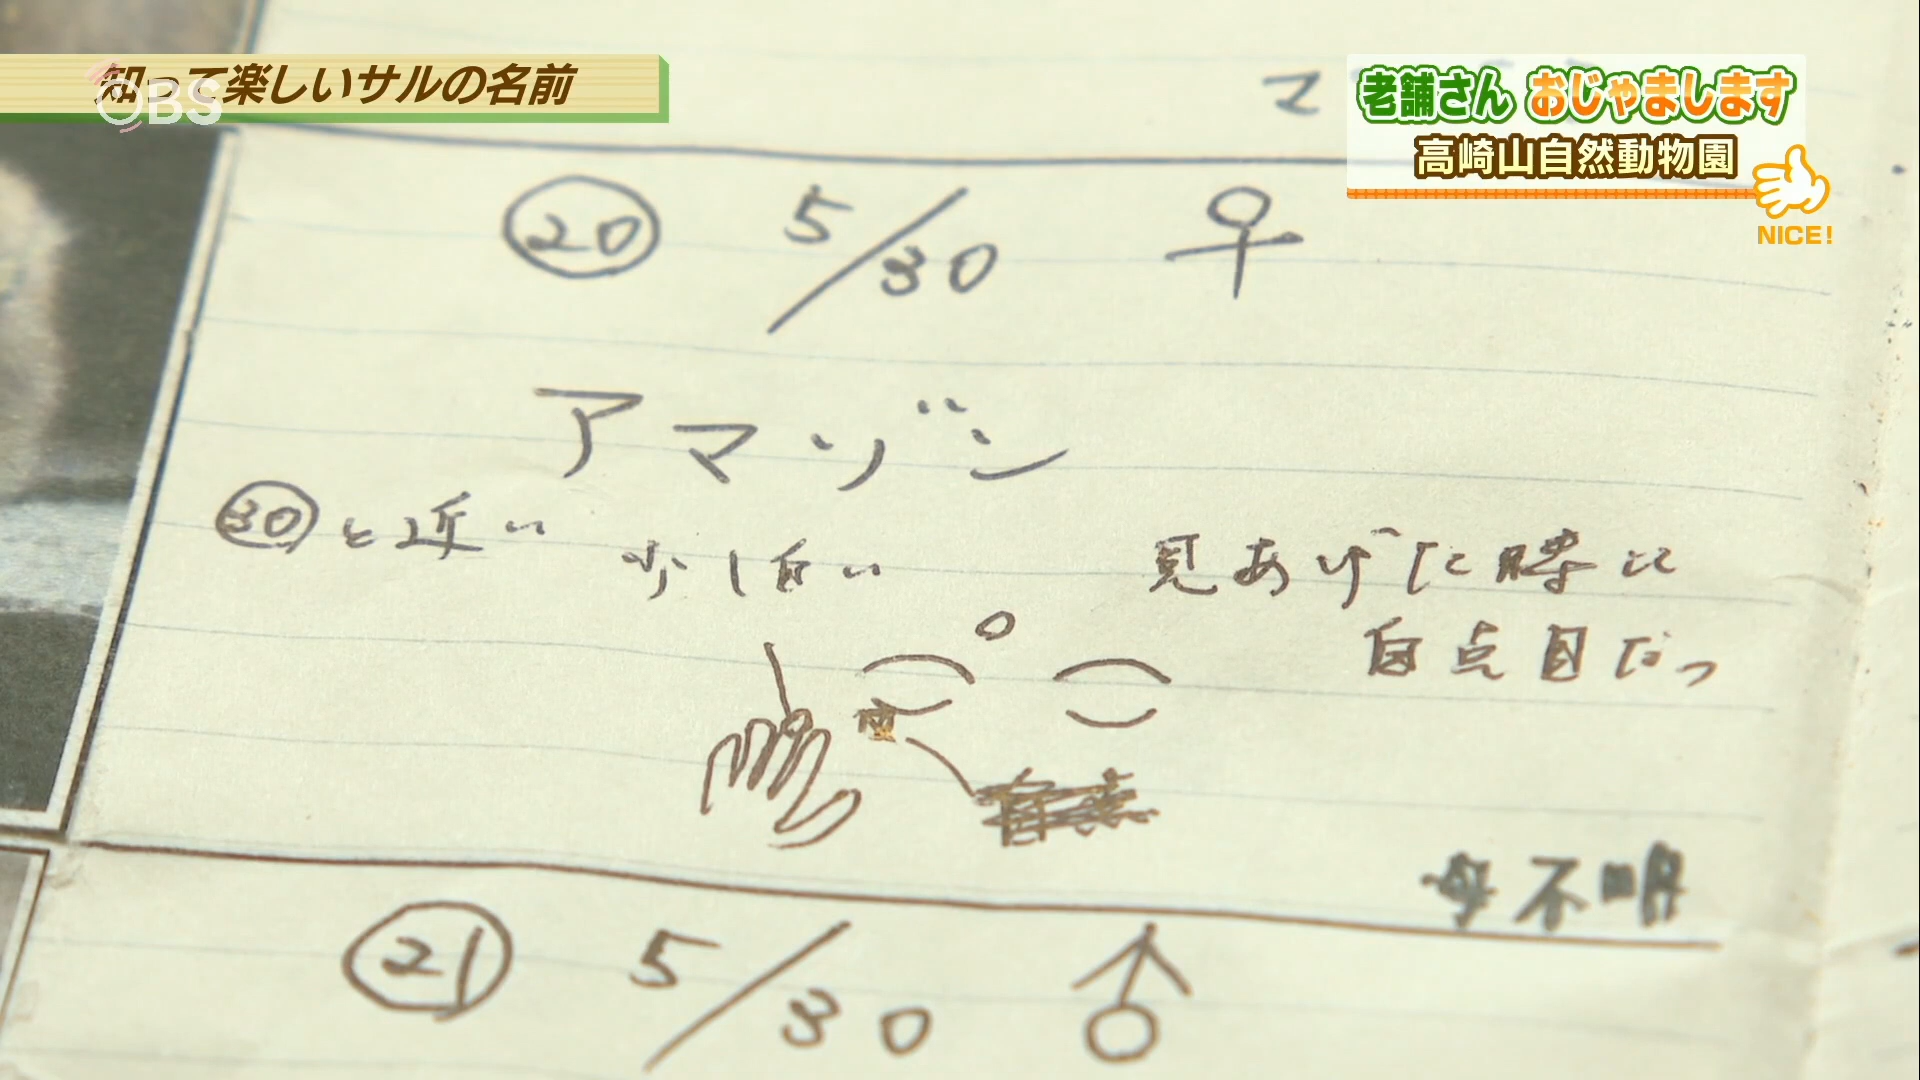 知って楽しいサルの名前
OBS
老舗さん おじゃまします
高崎山自然動物園
NICE!
マ
⑳ 5/30 ♀
アマゾン
㉚と近い 少し白い 見あげた時に
白点目だつ
母不明
㉑ 5/30 ♂